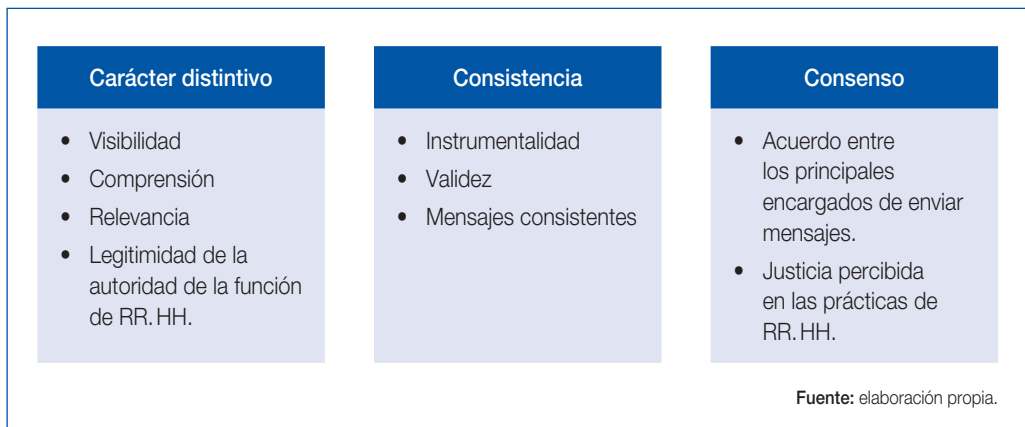 Carácter distintivo
• Visibilidad
• Comprensión
• Relevancia
• Legitimidad de la
autoridad de la función
de RR. HH.
Consistencia
• Instrumentalidad
• Validez
• Mensajes consistentes
Consenso
• Acuerdo entre
los principales
encargados de enviar
mensajes.
• Justicia percibida
en las prácticas de
RR. HH.
Fuente: elaboración propia.